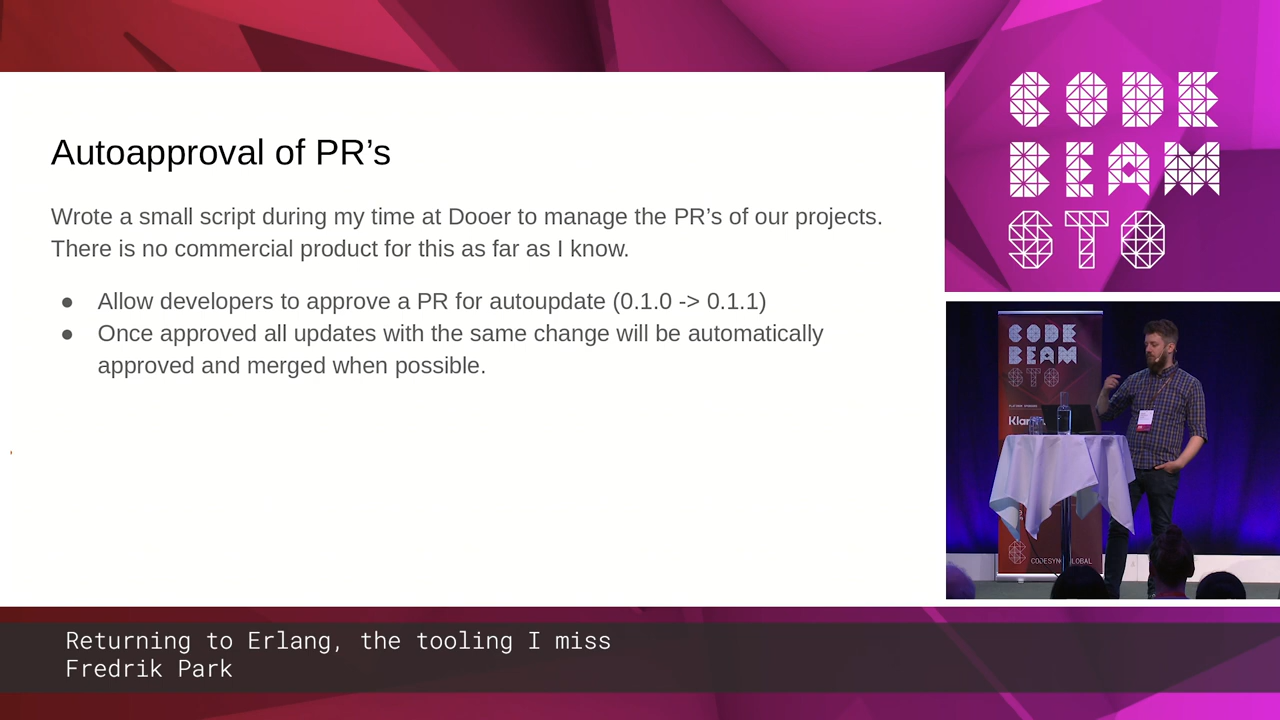 Autoapproval of PR’s
Wrote a small script during my time at Dooer to manage the PR’s of our projects.
There is no commercial product for this as far as I know.
● Allow developers to approve a PR for autoupdate (0.1.0 -> 0.1.1)
● Once approved all updates with the same change will be automatically
approved and merged when possible.
CODE
BEAM
STO
CODE
BEAM
STO
Returning to Erlang, the tooling I miss
Fredrik Park